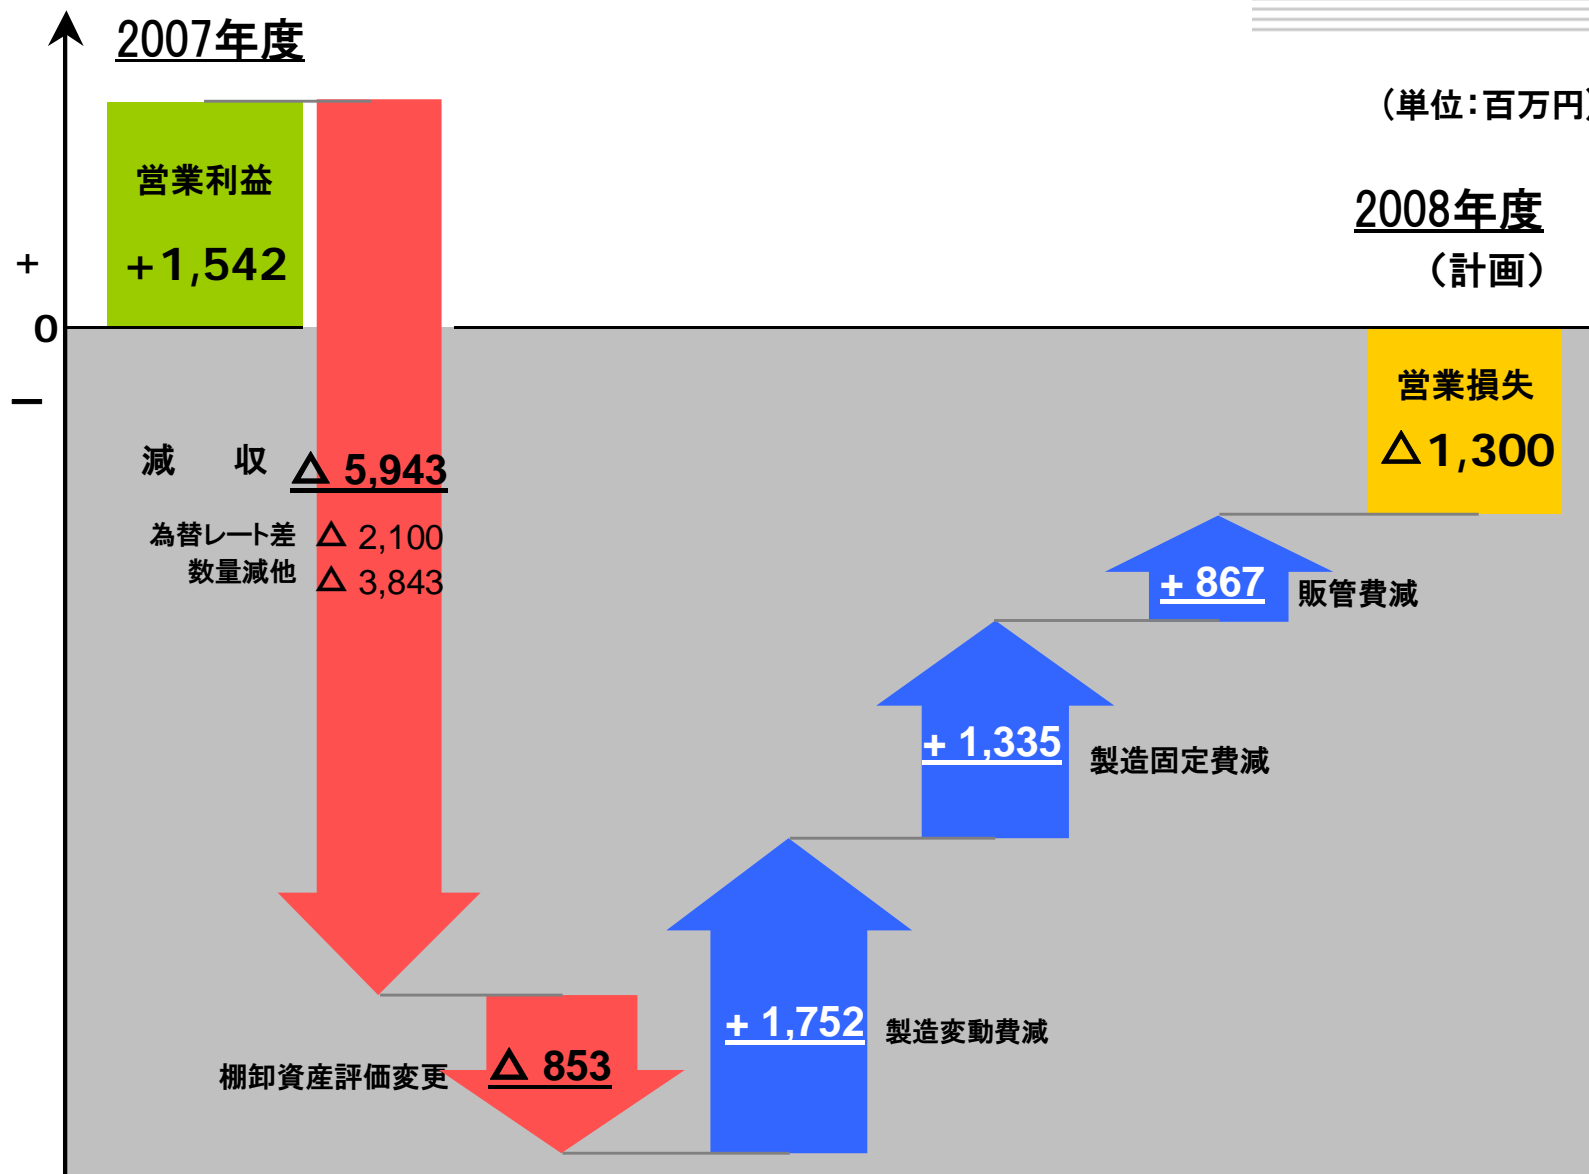 2007年度
(単位：百万円)
営業利益
+1,542
2008年度
（計画）
+
0
−
営業損失
△1,300
減　収 △ 5,943
為替レート差 △ 2,100
数量減他 △ 3,843
+ 867 販管費減
+ 1,335 製造固定費減
+ 1,752 製造変動費減
棚卸資産評価変更 △ 853